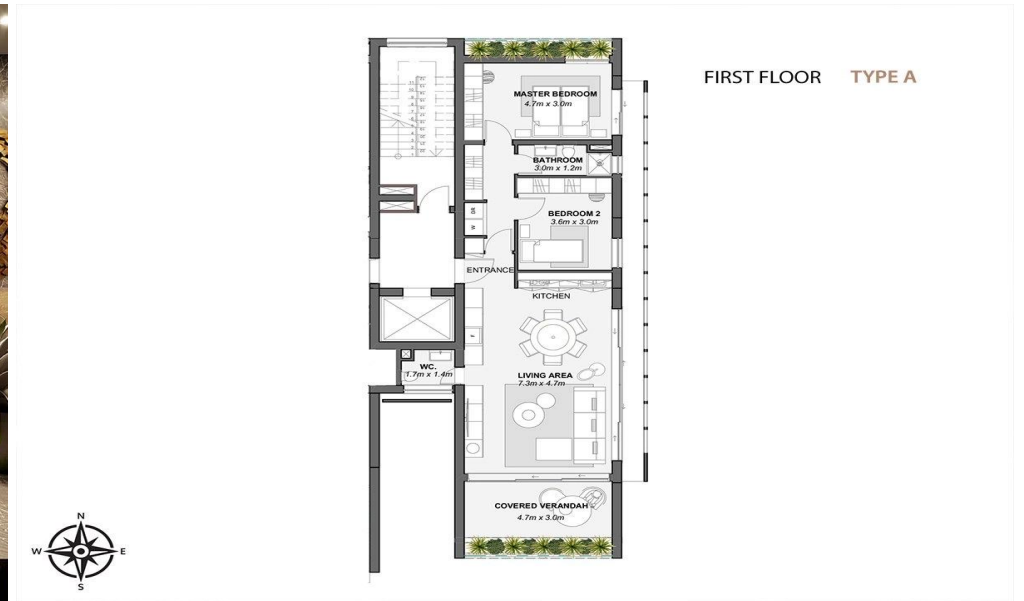 FIRST FLOOR TYPE A
MASTER BEDROOM
4.7m x 3.0m
BATHROOM
3.0m x 1.2m
BEDROOM 2
3.6m x 3.0m
DR
W
ENTRANCE
KITCHEN
F
WC.
1.7m x 1.4m
LIVING AREA
7.3m x 4.7m
COVERED VERANDAH
4.7m x 3.0m
N
W E
S